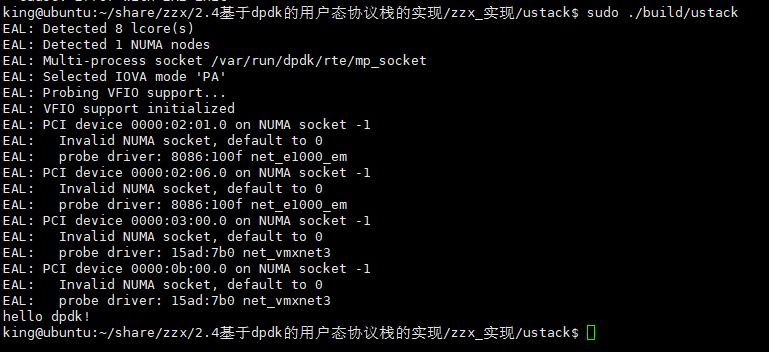 king@ubuntu:~/share/zzx/2.4基于dpdk的用户态协议栈的实现/zzx_实现/ustack$ sudo ./build/ustack
EAL: Detected 8 lcore(s)
EAL: Detected 1 NUMA nodes
EAL: Multi-process socket /var/run/dpdk/rte/mp_socket
EAL: Selected IOVA mode 'PA'
EAL: Probing VFIO support...
EAL: VFIO support initialized
EAL: PCI device 0000:02:01.0 on NUMA socket -1
EAL:   Invalid NUMA socket, default to 0
EAL:   probe driver: 8086:100f net_e1000_em
EAL: PCI device 0000:02:06.0 on NUMA socket -1
EAL:   Invalid NUMA socket, default to 0
EAL:   probe driver: 8086:100f net_e1000_em
EAL: PCI device 0000:03:00.0 on NUMA socket -1
EAL:   Invalid NUMA socket, default to 0
EAL:   probe driver: 15ad:7b0 net_vmxnet3
EAL: PCI device 0000:0b:00.0 on NUMA socket -1
EAL:   Invalid NUMA socket, default to 0
EAL:   probe driver: 15ad:7b0 net_vmxnet3
hello dpdk!
king@ubuntu:~/share/zzx/2.4基于dpdk的用户态协议栈的实现/zzx_实现/ustack$